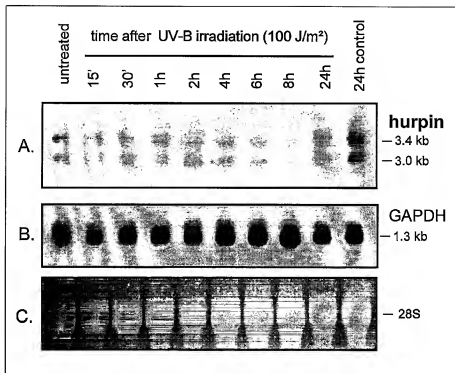 time after UV-B irradiation (100 J/m²)
untreated 15' 30' 1h 2h 4h 6h 8h 24h 24h control
hurpin
A. 3.4 kb
3.0 kb
GAPDH
B. 1.3 kb
C. 28S